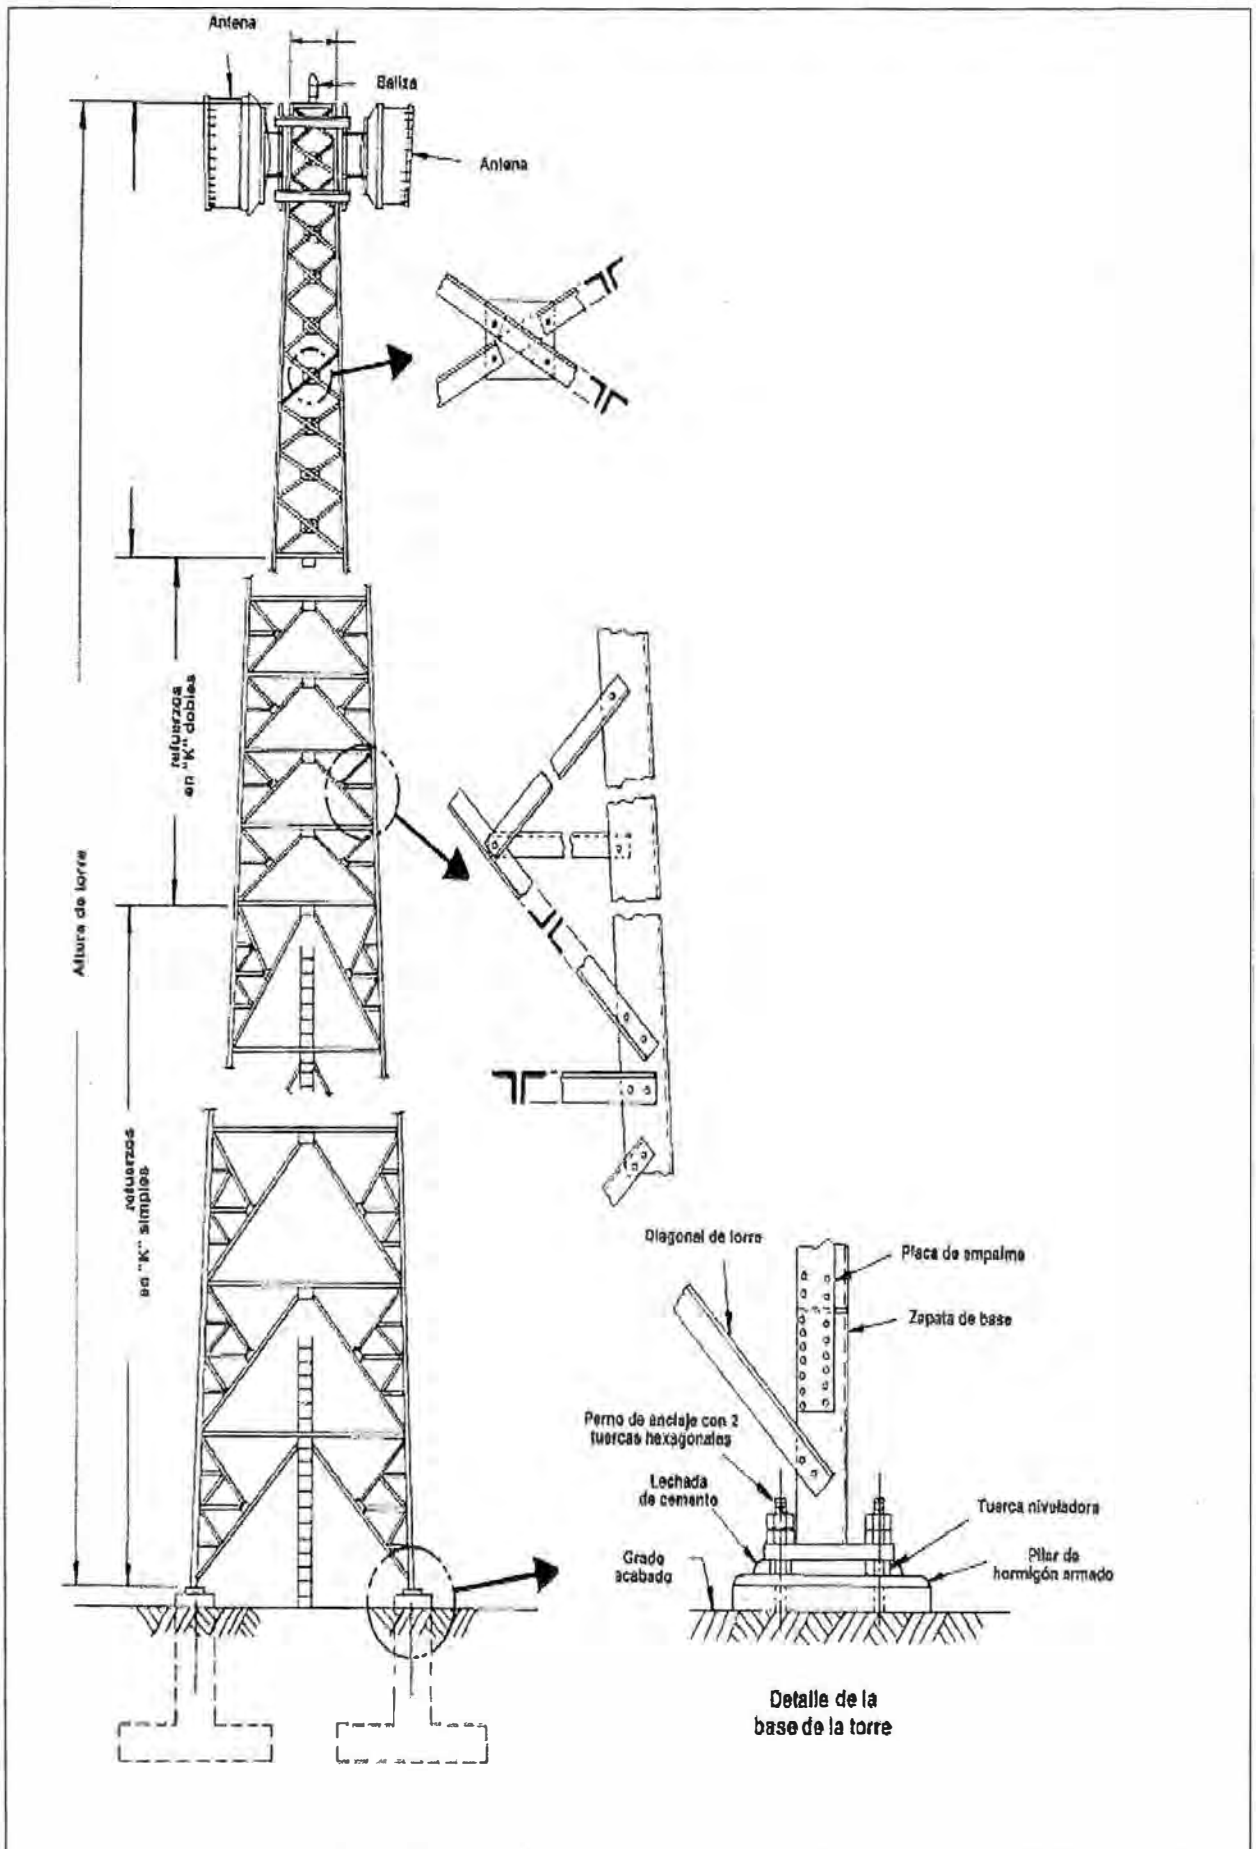 Antena
Baliza
Antena
refuerzos
en "K" dobles
Altura de torre
refuerzos
en "K" simples
Diagonal de torre
Placa de empalme
Zapata de base
Perno de anclaje con 2
tuercas hexagonales
Lechada
de cemento
Tuerca niveladora
Grado
acabado
Pilar de
hormigón armado
Detalle de la
base de la torre